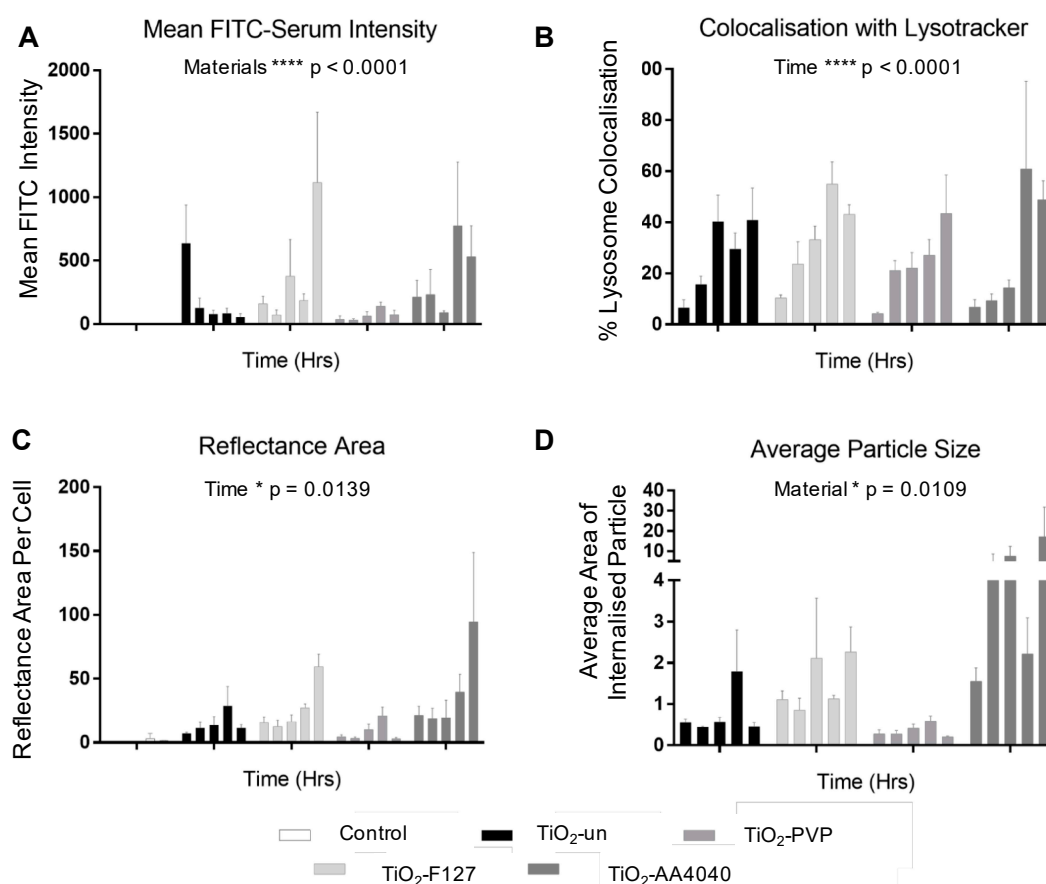 A
Mean FITC-Serum Intensity
Materials **** p < 0.0001
Mean FITC Intensity
2000
1500
1000
500
0
Time (Hrs)
B
Colocalisation with Lysotracker
Time **** p < 0.0001
% Lysosome Colocalisation
00
80
60
40
20
0
Time (Hrs)
C
Reflectance Area
Time * p = 0.0139
Reflectance Area Per Cell
200
150
100
50
0
Time (Hrs)
D
Average Particle Size
Material * p = 0.0109
Average Area of
Internalised Particle
40
30
20
10
4
3
2
1
0
Time (Hrs)
Control
TiO2-un
TiO2-PVP
TiO2-F127
TiO2-AA4040